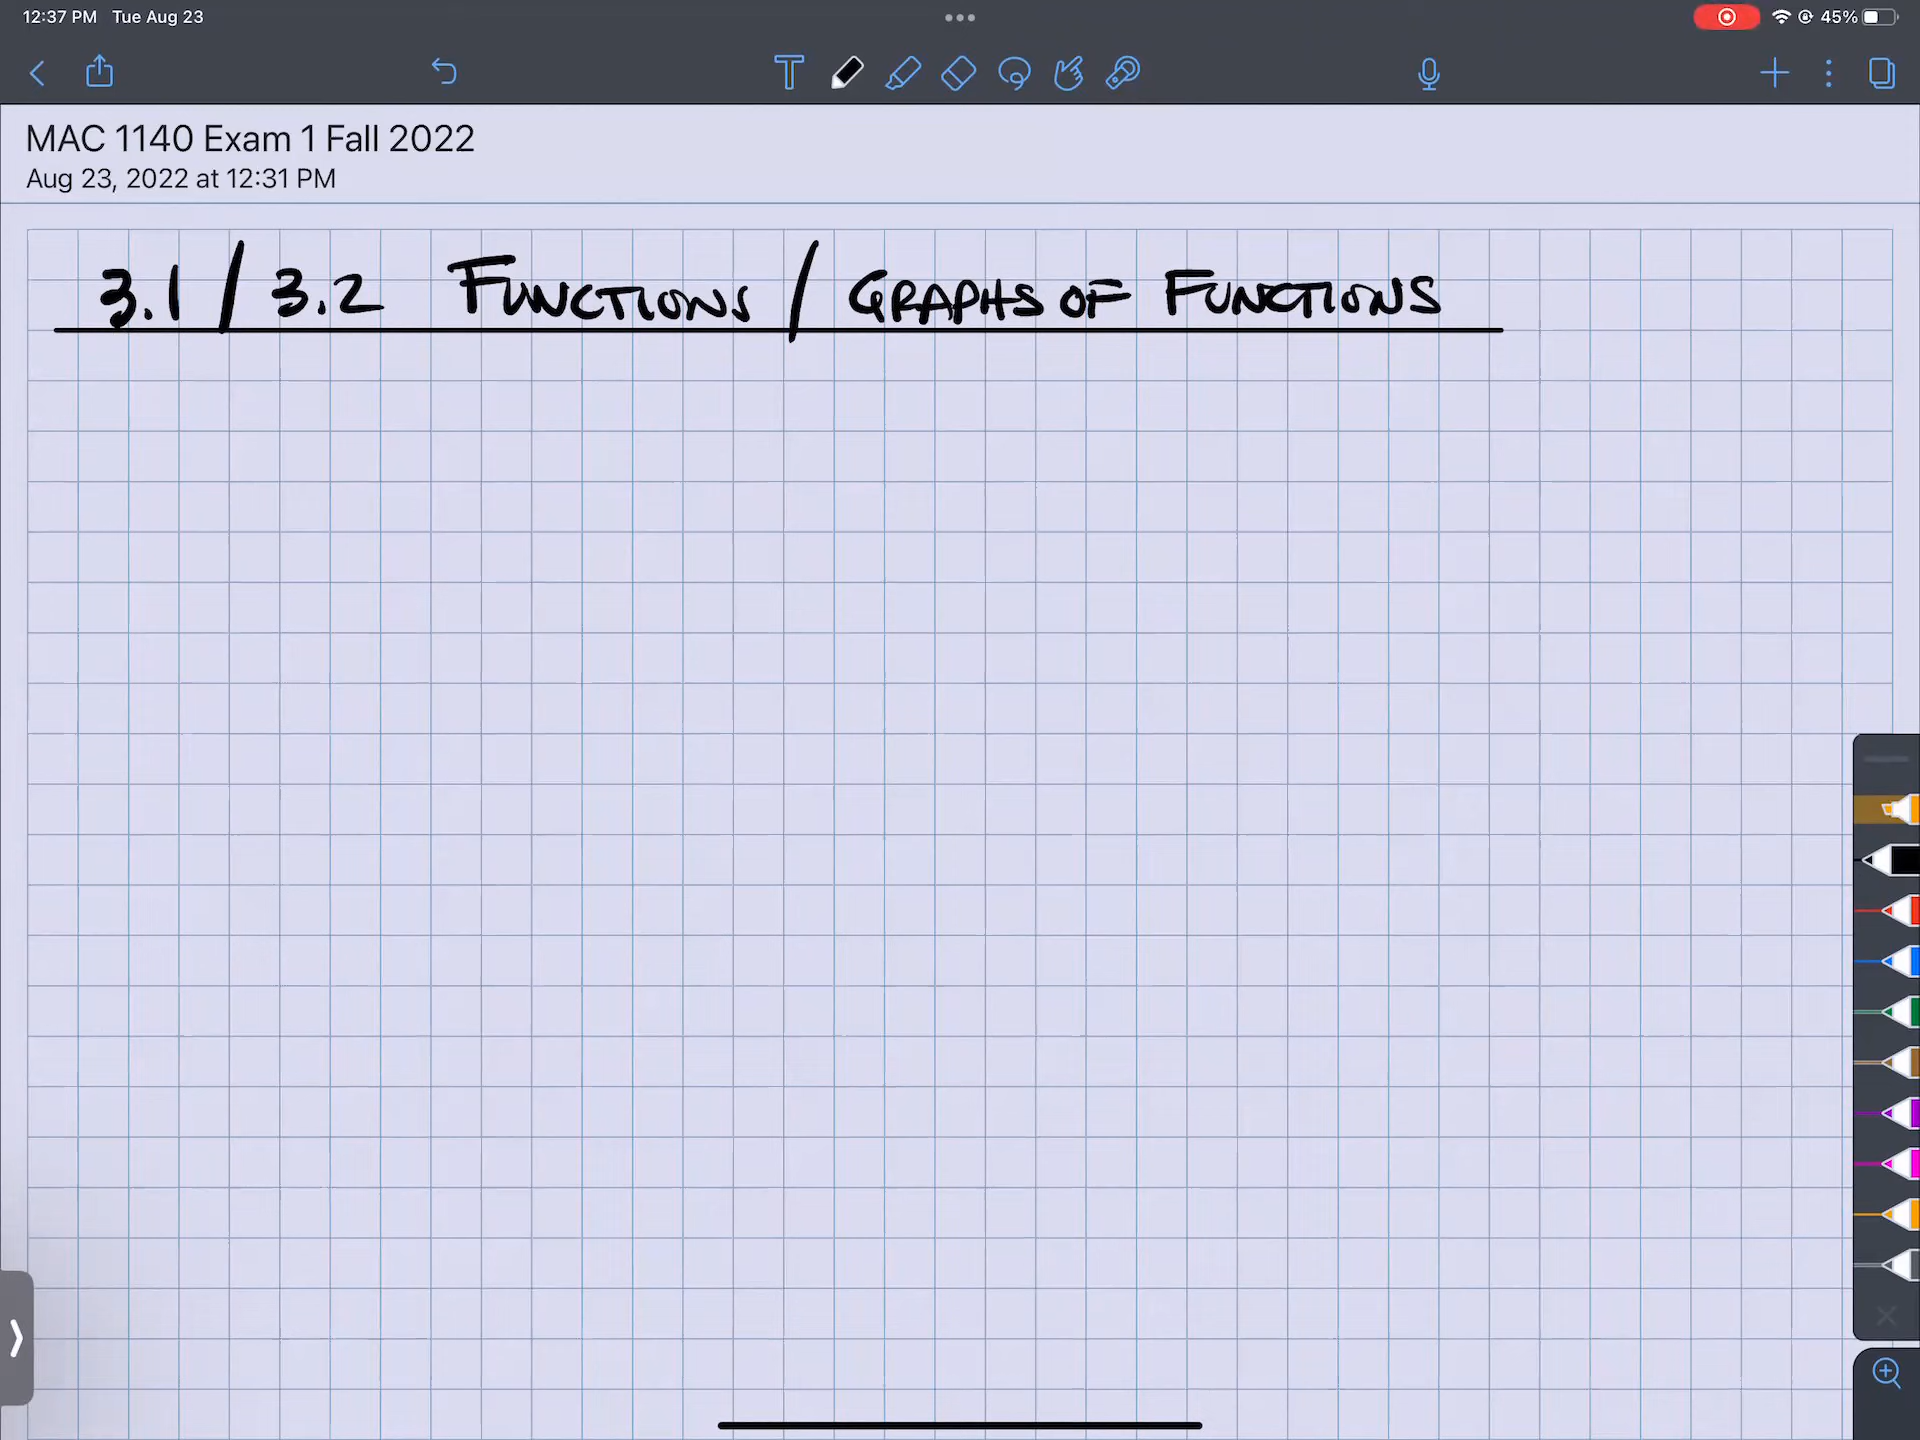 12:37 PM Tue Aug 23
45%
MAC 1140 Exam 1 Fall 2022
Aug 23, 2022 at 12:31 PM
3.1 / 3.2 FUNCTIONS / GRAPHS OF FUNCTIONS